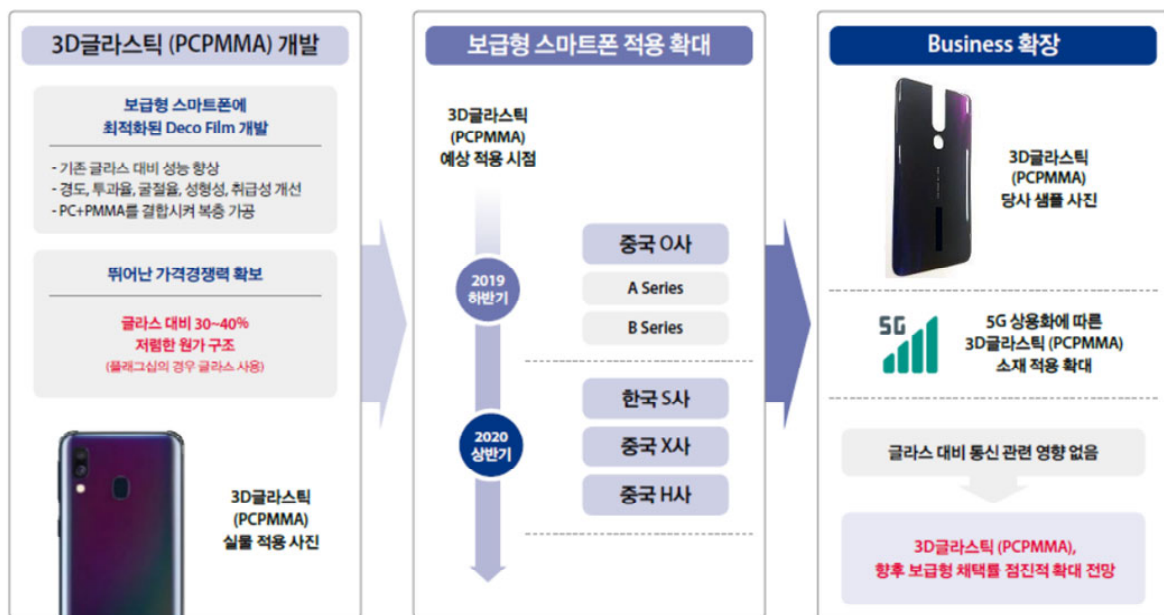 3D글라스틱 (PCPMMA) 개발
보급형 스마트폰에
최적화된 Deco Film 개발
- 기존 글라스 대비 성능 향상
- 경도, 투과율, 굴절율, 성형성, 취급성 개선
- PC+PMMA를 결합시켜 복층 가공
뛰어난 가격경쟁력 확보
글라스 대비 30~40%
저렴한 원가 구조
(플래그십의 경우 글라스 사용)
3D글라스틱
(PCPMMA)
실물 적용 사진
보급형 스마트폰 적용 확대
3D글라스틱
(PCPMMA)
예상 적용 시점
2019
하반기
중국 O사
A Series
B Series
2020
상반기
한국 S사
중국 X사
중국 H사
Business 확장
3D글라스틱
(PCPMMA)
당사 샘플 사진
5G
5G 상용화에 따른
3D글라스틱 (PCPMMA)
소재 적용 확대
글라스 대비 통신 관련 영향 없음
3D글라스틱 (PCPMMA),
향후 보급형 채택률 점진적 확대 전망